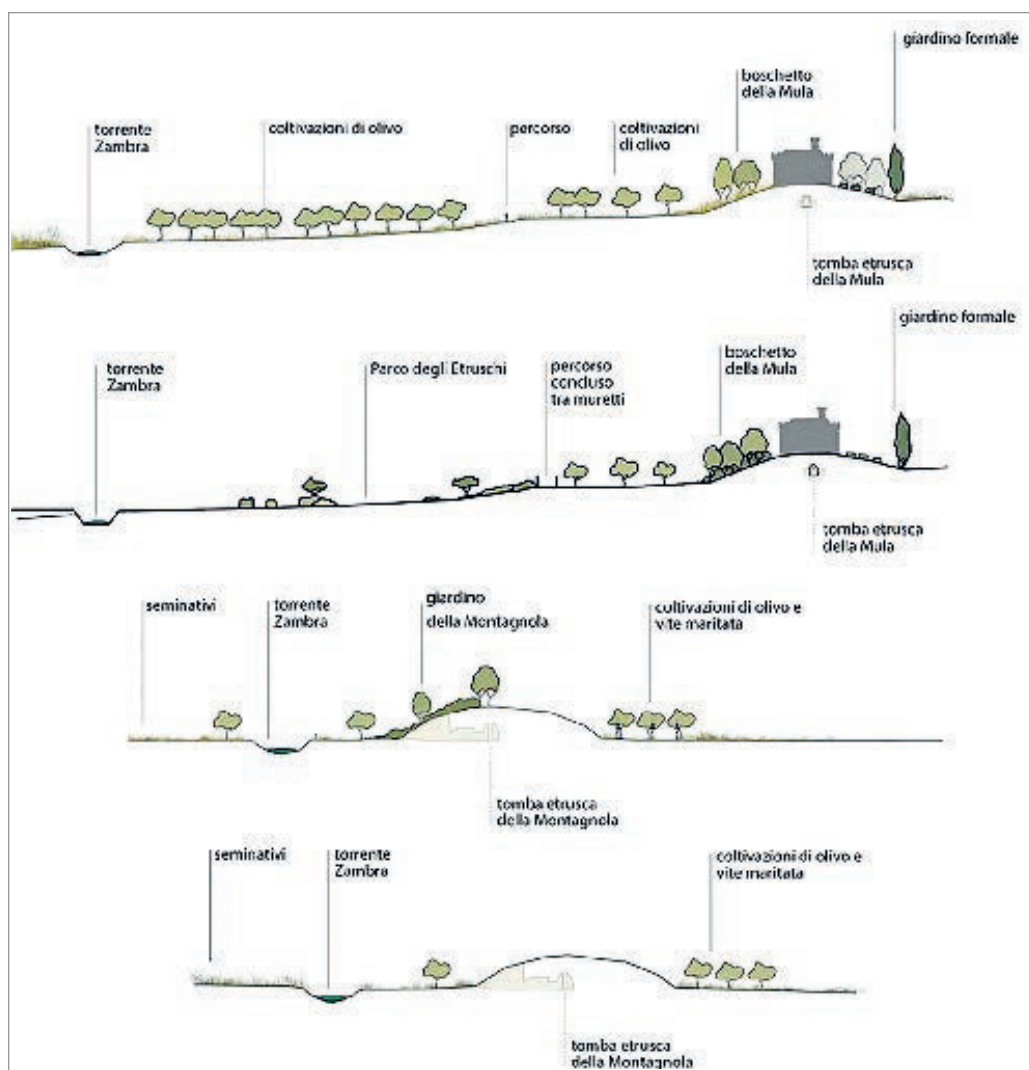 giardino formale
boschetto
della Mula
torrente
Zambra
coltivazioni di olivo
percorso
coltivazioni
di olivo
tomba etrusca
della Mula
giardino formale
torrente
Zambra
Parco degli Etruschi
percorso
concluso
tra muretti
boschetto
della Mula
tomba etrusca
della Mula
seminativi
torrente
Zambra
giardino
della Montagnola
coltivazioni di olivo e
vite maritata
tomba etrusca
della Montagnola
seminativi
torrente
Zambra
coltivazioni di olivo e
vite maritata
tomba etrusca
della Montagnola